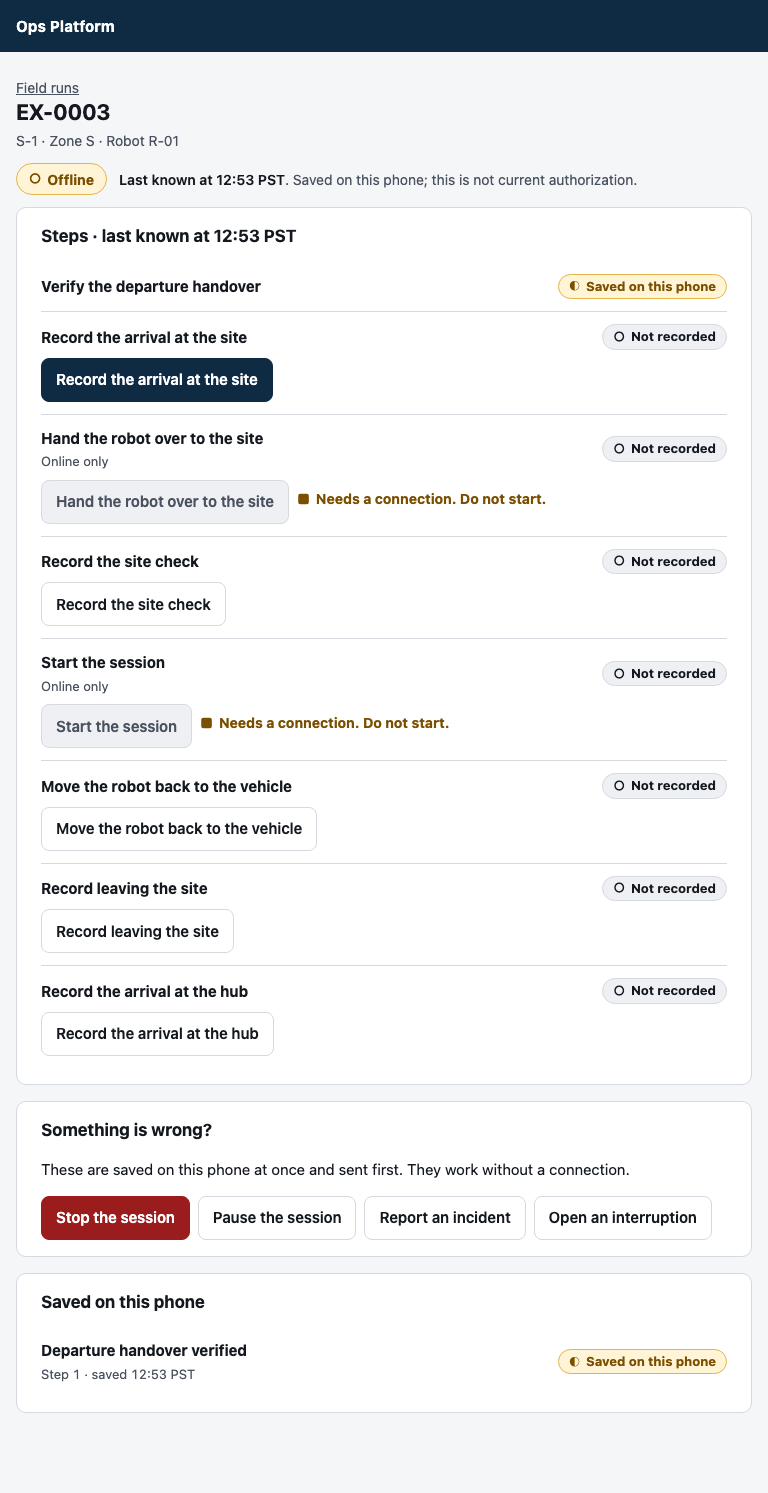 Ops Platform
Field runs
EX-0003
S-1 · Zone S · Robot R-01
Offline
Last known at 12:53 PST. Saved on this phone; this is not current authorization.
Steps · last known at 12:53 PST
Verify the departure handover
Saved on this phone
Record the arrival at the site
Not recorded
Record the arrival at the site
Hand the robot over to the site
Not recorded
Online only
Hand the robot over to the site
Needs a connection. Do not start.
Record the site check
Not recorded
Record the site check
Start the session
Not recorded
Online only
Start the session
Needs a connection. Do not start.
Move the robot back to the vehicle
Not recorded
Move the robot back to the vehicle
Record leaving the site
Not recorded
Record leaving the site
Record the arrival at the hub
Not recorded
Record the arrival at the hub
Something is wrong?
These are saved on this phone at once and sent first. They work without a connection.
Stop the session
Pause the session
Report an incident
Open an interruption
Saved on this phone
Departure handover verified
Saved on this phone
Step 1 · saved 12:53 PST